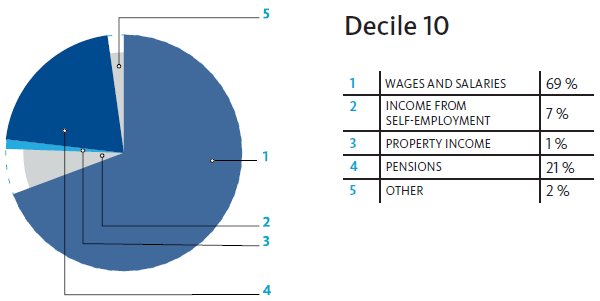 5
Decile 10
1 WAGES AND SALARIES 69 %
2 INCOME FROM
SELF-EMPLOYMENT 7 %
3 PROPERTY INCOME 1 %
4 PENSIONS 21 %
5 OTHER 2 %
1
2
3
4